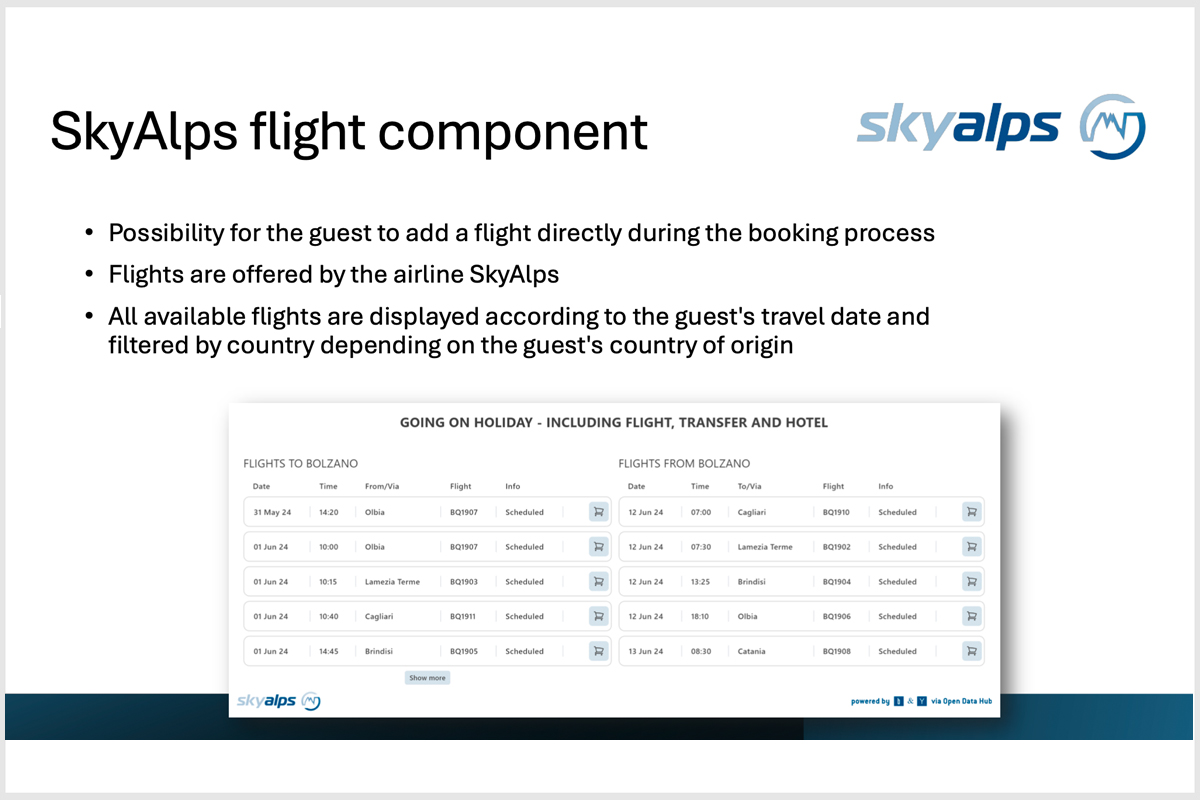 SkyAlps flight component
skyalps
• Possibility for the guest to add a flight directly during the booking process
• Flights are offered by the airline SkyAlps
• All available flights are displayed according to the guest's travel date and
filtered by country depending on the guest's country of origin
GOING ON HOLIDAY - INCLUDING FLIGHT, TRANSFER AND HOTEL
FLIGHTS TO BOLZANO
Date Time From/Via Flight Info
31 May 24 14:20 Olbia BQ1907 Scheduled
01 Jun 24 10:00 Olbia BQ1907 Scheduled
01 Jun 24 10:15 Lamezia Terme BQ1903 Scheduled
01 Jun 24 10:40 Cagliari BQ1911 Scheduled
01 Jun 24 14:45 Brindisi BQ1905 Scheduled
Show more
FLIGHTS FROM BOLZANO
Date Time To/Via Flight Info
12 Jun 24 07:00 Cagliari BQ1910 Scheduled
12 Jun 24 07:30 Lamezia Terme BQ1902 Scheduled
12 Jun 24 13:25 Brindisi BQ1904 Scheduled
12 Jun 24 18:10 Olbia BQ1906 Scheduled
13 Jun 24 08:30 Catania BQ1908 Scheduled
skyalps
powered by & via Open Data Hub